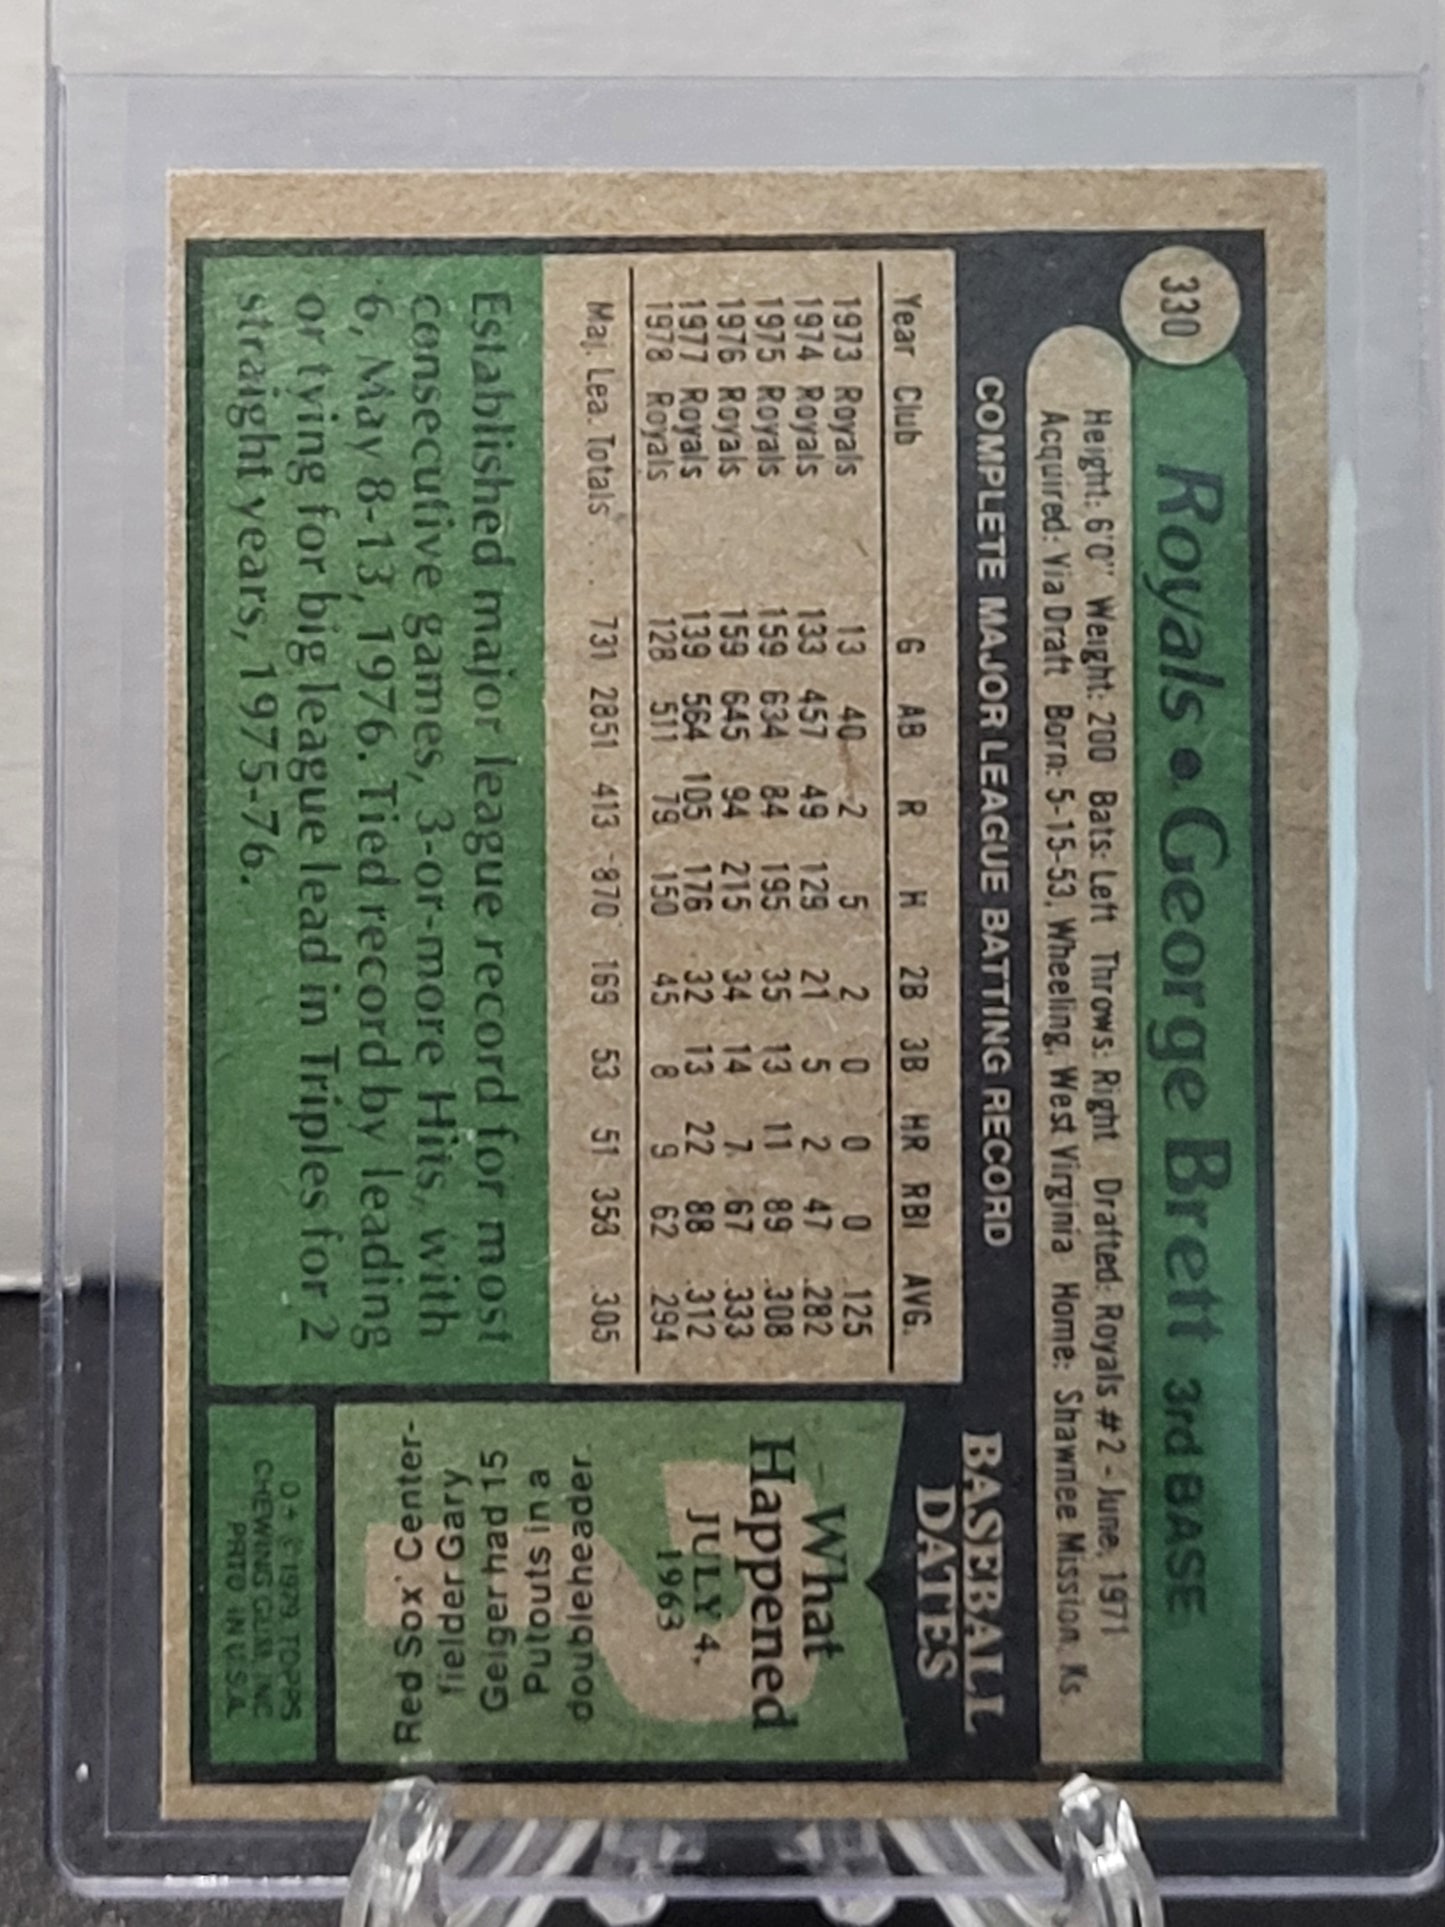 330
Royals • George Brett 3rd BASE
Height: 6'0" Weight: 200 Bats: Left Throws: Right Drafted: Royals #2 - June, 1971
Acquired: Via Draft Born: 5-15-53, Wheeling, West Virginia Home: Shawnee Mission, Ks.
COMPLETE MAJOR LEAGUE BATTING RECORD
Year Club G AB R H 2B 3B HR RBI AVG.
1973 Royals 13 40 2 5 2 0 0 0 .125
1974 Royals 133 457 49 129 21 5 2 47 .282
1975 Royals 159 634 84 195 35 13 11 89 .308
1976 Royals 159 645 94 215 34 14 7 67 .333
1977 Royals 139 564 105 176 32 13 22 88 .312
1978 Royals 128 511 79 150 45 8 9 62 .294
Maj. Lea. Totals 731 2851 413 870 169 53 51 353 .305
Established major league record for most
consecutive games, 3-or-more Hits, with
6, May 8-13, 1976. Tied record by leading
or tying for big league lead in Triples for 2
straight years, 1975-76.
BASEBALL
DATES
What
Happened
JULY 4,
1963
Red Sox' Center-
fielder Gary
Geiger had 15
Putouts in a
doubleheader.
© 1979 TOPPS
CHEWING GUM, INC.
PRTD. IN U.S.A.